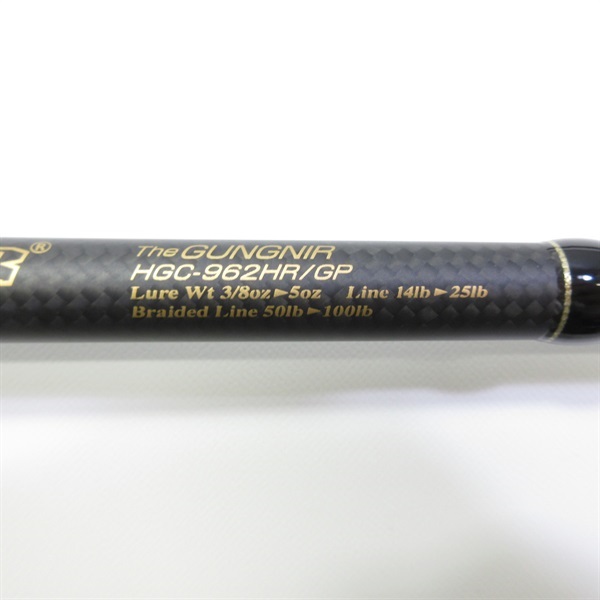 B®
The GUNGNIR
HGC-962HR/GP
Lure Wt 3/8oz►5oz Line 14lb►25lb
Braided Line 50lb►100lb